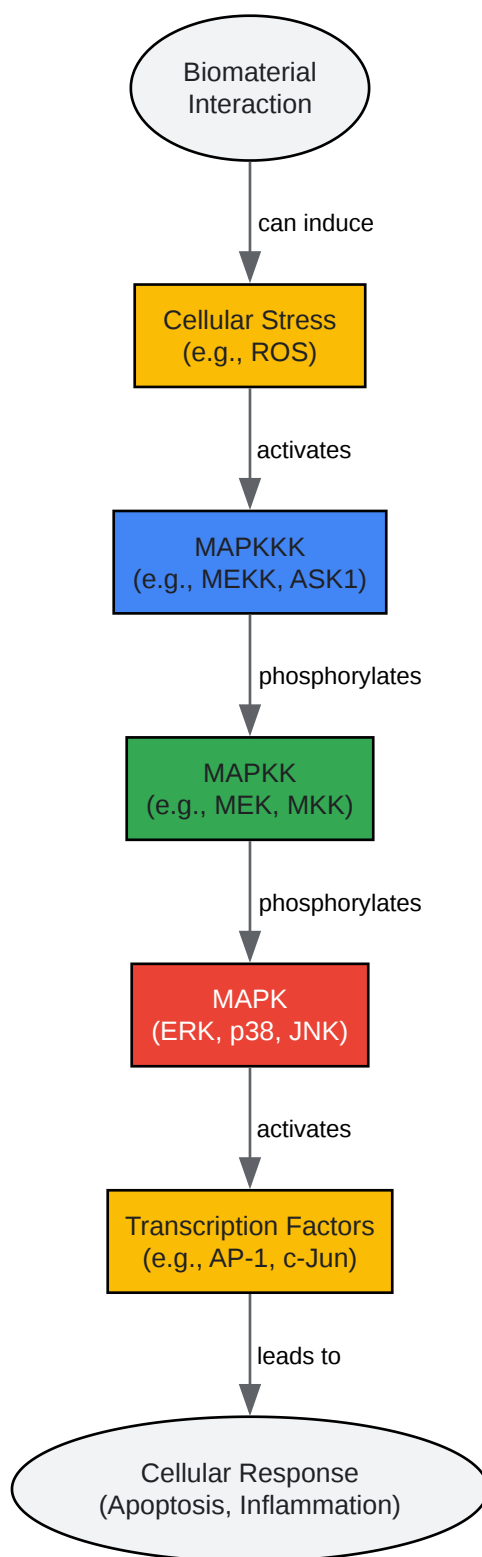 Biomaterial
Interaction
can induce
Cellular Stress
(e.g., ROS)
activates
MAPKKK
(e.g., MEKK, ASK1)
phosphorylates
MAPKK
(e.g., MEK, MKK)
phosphorylates
MAPK
(ERK, p38, JNK)
activates
Transcription Factors
(e.g., AP-1, c-Jun)
leads to
Cellular Response
(Apoptosis, Inflammation)